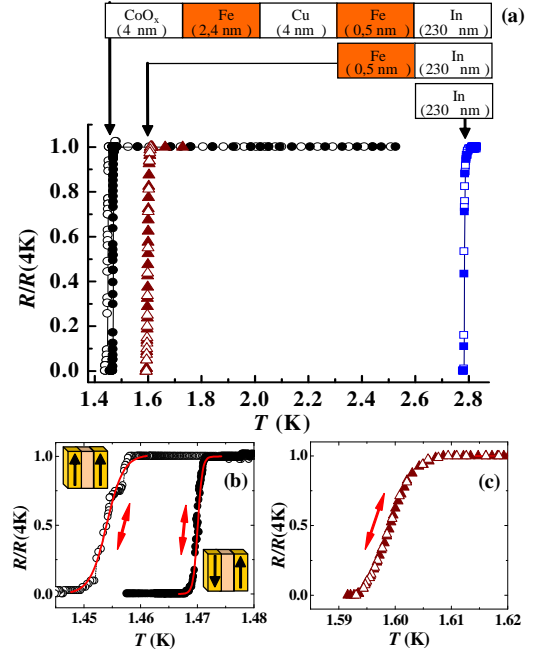 CoOx Fe Cu Fe In (a)
(4 nm) (2,4 nm) (4 nm) (0,5 nm) (230 nm)
Fe In
(0,5 nm) (230 nm)
In
(230 nm)
1.0
0.8
0.6
0.4
0.2
0.0
R/R(4K)
1.4 1.6 1.8 2.0 2.2 2.4 2.6 2.8
T (K)
1.0
0.5
0.0
R/R(4K)
(b)
1.45 1.46 1.47 1.48
T (K)
1.0
0.5
0.0
R/R(4K)
(c)
1.59 1.60 1.61 1.62
T (K)